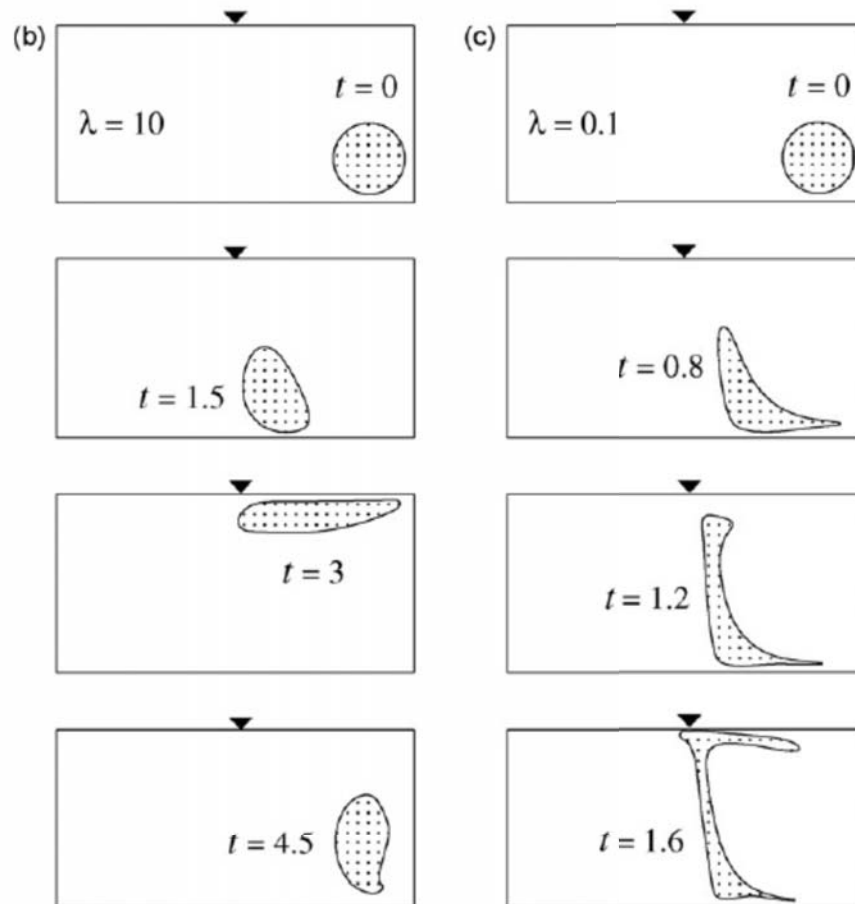 (b)
t = 0
λ = 10
t = 1.5
t = 3
t = 4.5
(c)
t = 0
λ = 0.1
t = 0.8
t = 1.2
t = 1.6